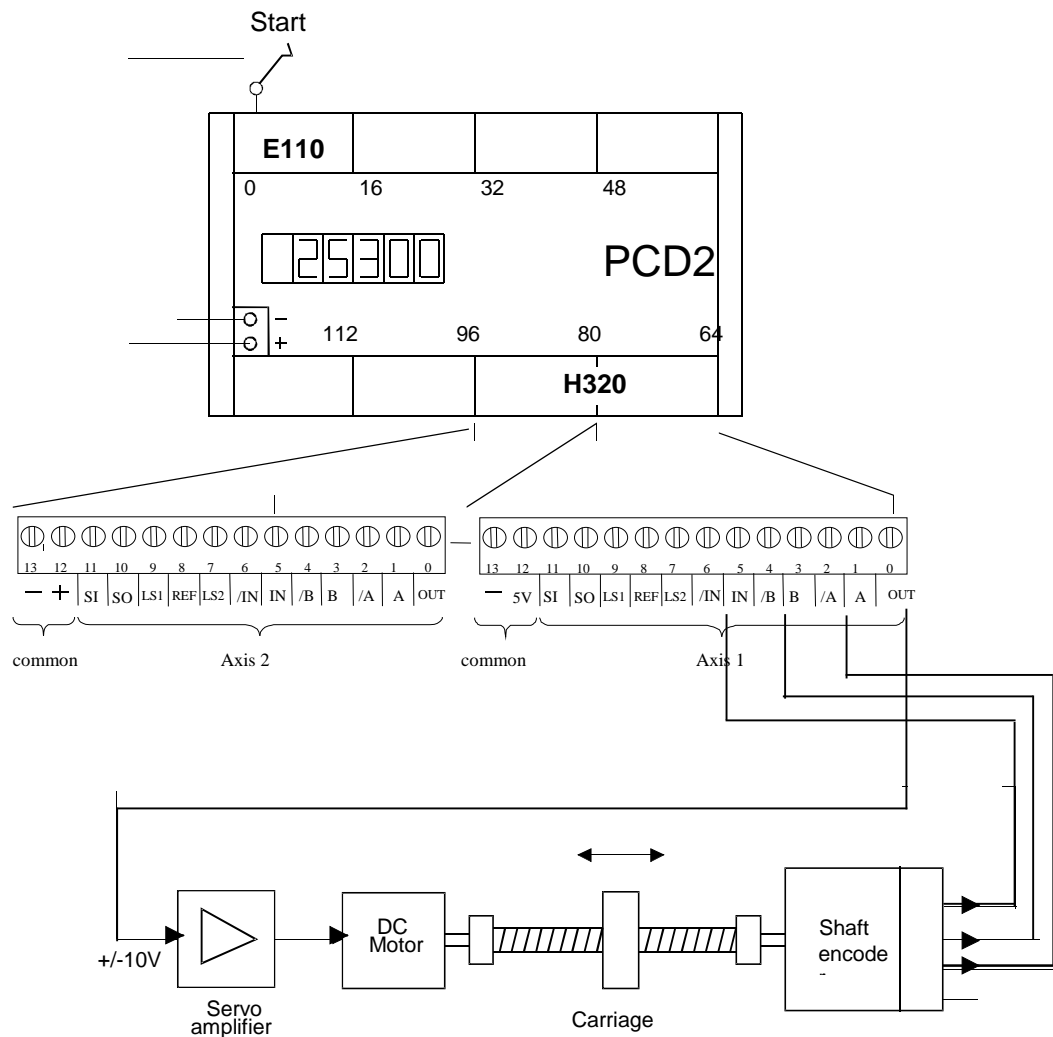 Start
E110
0 16 32 48
25300
PCD2
−
+
112 96 80 64
H320
13 12 11 10 9 8 7 6 5 4 3 2 1 0
− + SI SO LS1 REF LS2 /IN IN /B B /A A OUT
common Axis 2
13 12 11 10 9 8 7 6 5 4 3 2 1 0
− 5V SI SO LS1 REF LS2 /IN IN /B B /A A OUT
common Axis 1
+/-10V
Servo
amplifier
DC
Motor
Carriage
Shaft
encode